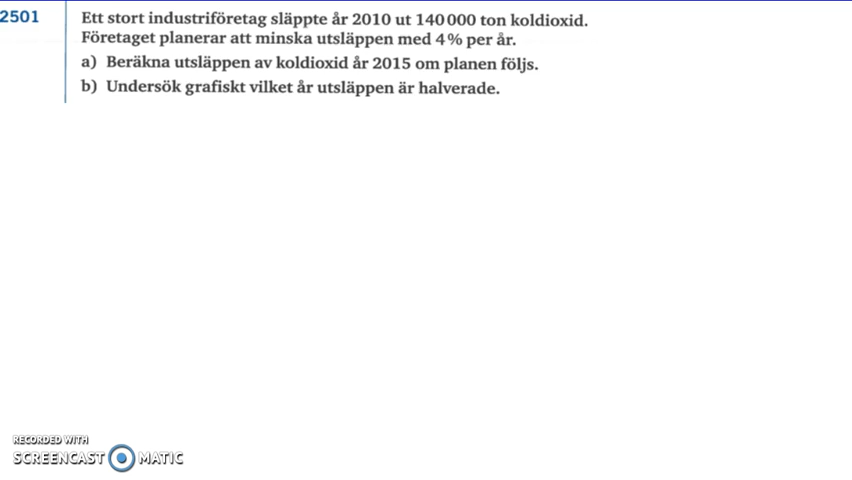 2501
Ett stort industriföretag släppte år 2010 ut 140 000 ton koldioxid.
Företaget planerar att minska utsläppen med 4 % per år.
a) Beräkna utsläppen av koldioxid år 2015 om planen följs.
b) Undersök grafiskt vilket år utsläppen är halverade.
RECORDED WITH
SCREENCAST MATIC